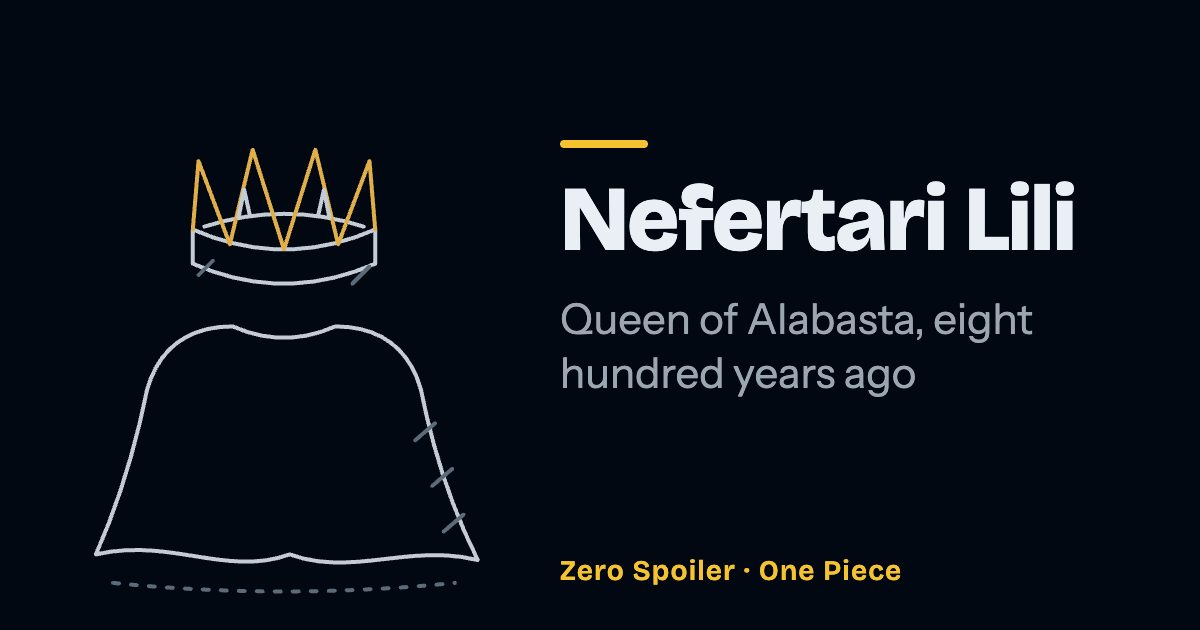 Nefertari Lili
Queen of Alabasta, eight
hundred years ago
Zero Spoiler · One Piece